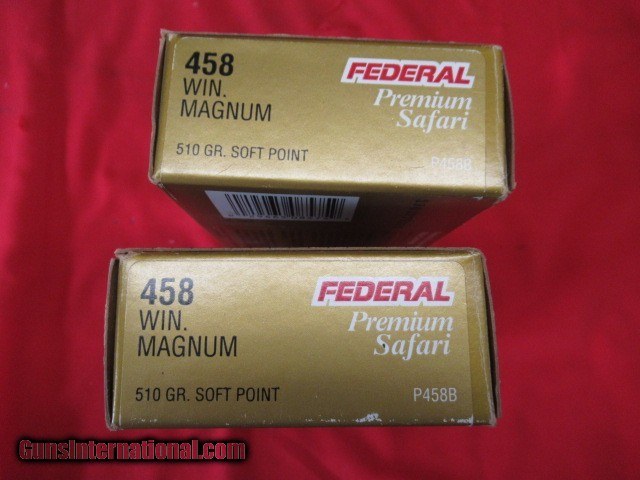 458
WIN.
MAGNUM
510 GR. SOFT POINT
FEDERAL
Premium
Safari
P458B
458
WIN.
MAGNUM
510 GR. SOFT POINT
FEDERAL
Premium
Safari
P458B
GunsInternational.com